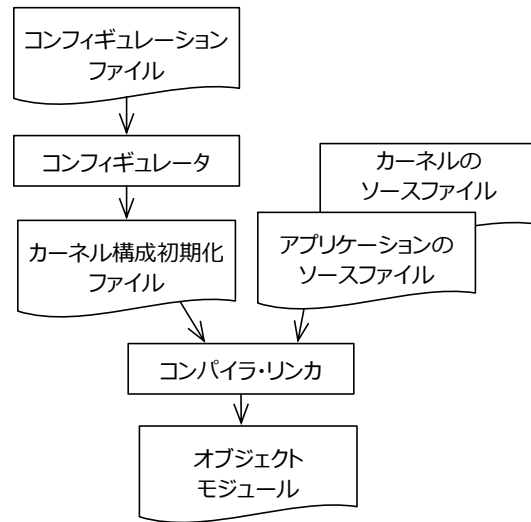 コンフィギュレーション
ファイル
コンフィギュレータ
カーネルの
ソースファイル
カーネル構成初期化
ファイル
アプリケーションの
ソースファイル
コンパイラ・リンカ
オブジェクト
モジュール